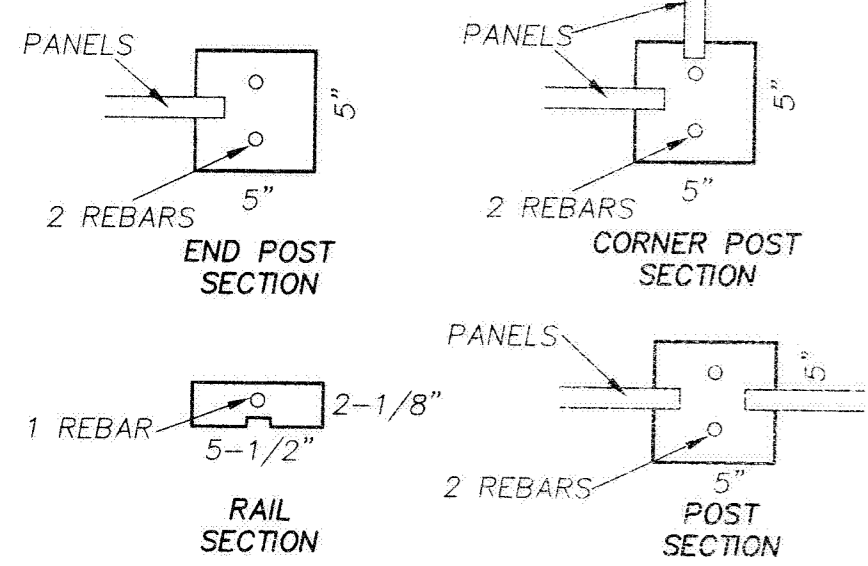 PANELS
5"
5"
2 REBARS
END POST
SECTION
PANELS
5"
5"
2 REBARS
CORNER POST
SECTION
1 REBAR
2-1/8"
5-1/2"
RAIL
SECTION
PANELS
5"
5"
2 REBARS
POST
SECTION